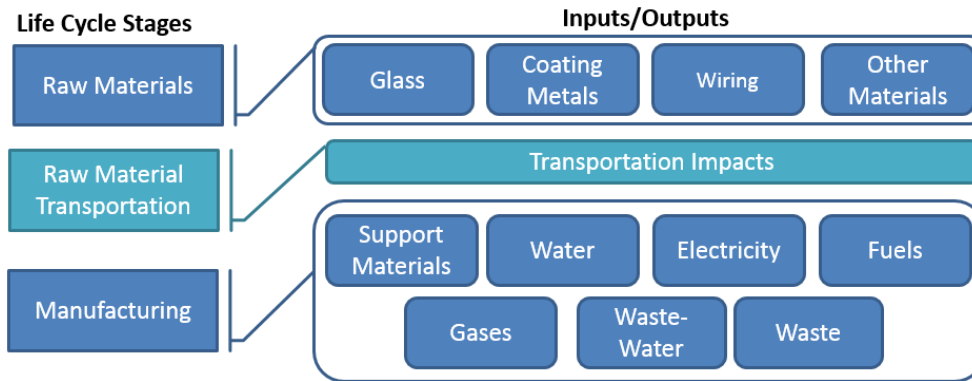 Life Cycle Stages
Inputs/Outputs
Raw Materials
Glass
Coating
Metals
Wiring
Other
Materials
Raw Material
Transportation
Transportation Impacts
Manufacturing
Support
Materials
Water
Electricity
Fuels
Gases
Waste-
Water
Waste